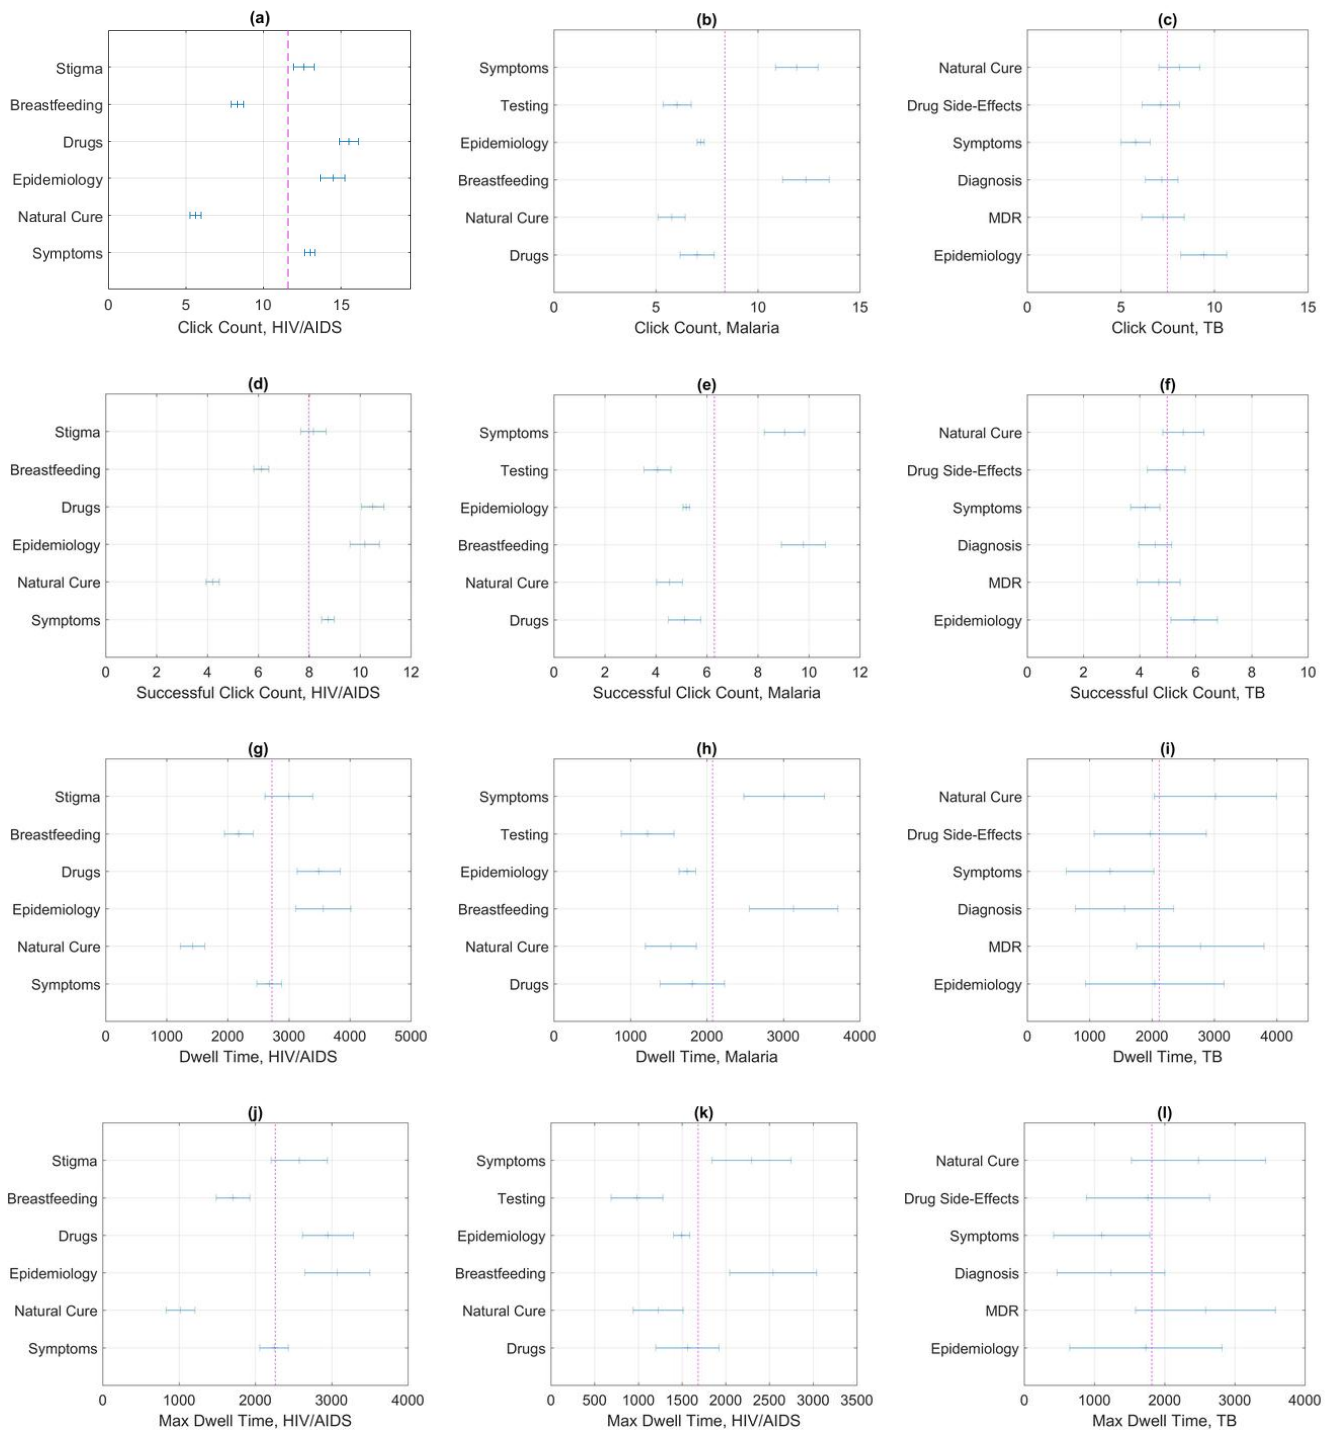 (a)
Stigma
Breastfeeding
Drugs
Epidemiology
Natural Cure
Symptoms
0 5 10 15
Click Count, HIV/AIDS
(b)
Symptoms
Testing
Epidemiology
Breastfeeding
Natural Cure
Drugs
0 5 10 15
Click Count, Malaria
(c)
Natural Cure
Drug Side-Effects
Symptoms
Diagnosis
MDR
Epidemiology
5 10 15
Click Count, TB
(d)
Stigma
Breastfeeding
Drugs
Epidemiology
Natural Cure
Symptoms
0 2 4 6 8 10 12
Successful Click Count, HIV/AIDS
(e)
Symptoms
Testing
Epidemiology
Breastfeeding
Natural Cure
Drugs
0 2 4 6 8 10 12
Successful Click Count, Malaria
(f)
Natural Cure
Drug Side-Effects
Symptoms
Diagnosis
MDR
Epidemiology
0 2 4 6 8 10
Successful Click Count, TB
(g)
Stigma
Breastfeeding
Drugs
Epidemiology
Natural Cure
Symptoms
0 1000 2000 3000 4000 5000
Dwell Time, HIV/AIDS
(h)
Symptoms
Testing
Epidemiology
Breastfeeding
Natural Cure
Drugs
0 1000 2000 3000 4000
Dwell Time, Malaria
(i)
Natural Cure
Drug Side-Effects
Symptoms
Diagnosis
MDR
Epidemiology
1000 2000 3000 4000
Dwell Time, TB
(j)
Stigma
Breastfeeding
Drugs
Epidemiology
Natural Cure
Symptoms
0 1000 2000 3000 4000
Max Dwell Time, HIV/AIDS
(k)
Symptoms
Testing
Epidemiology
Breastfeeding
Natural Cure
Drugs
0 500 1000 1500 2000 2500 3000 3500
Max Dwell Time, HIV/AIDS
(l)
Natural Cure
Drug Side-Effects
Symptoms
Diagnosis
MDR
Epidemiology
0 1000 2000 3000 4000
Max Dwell Time, TB